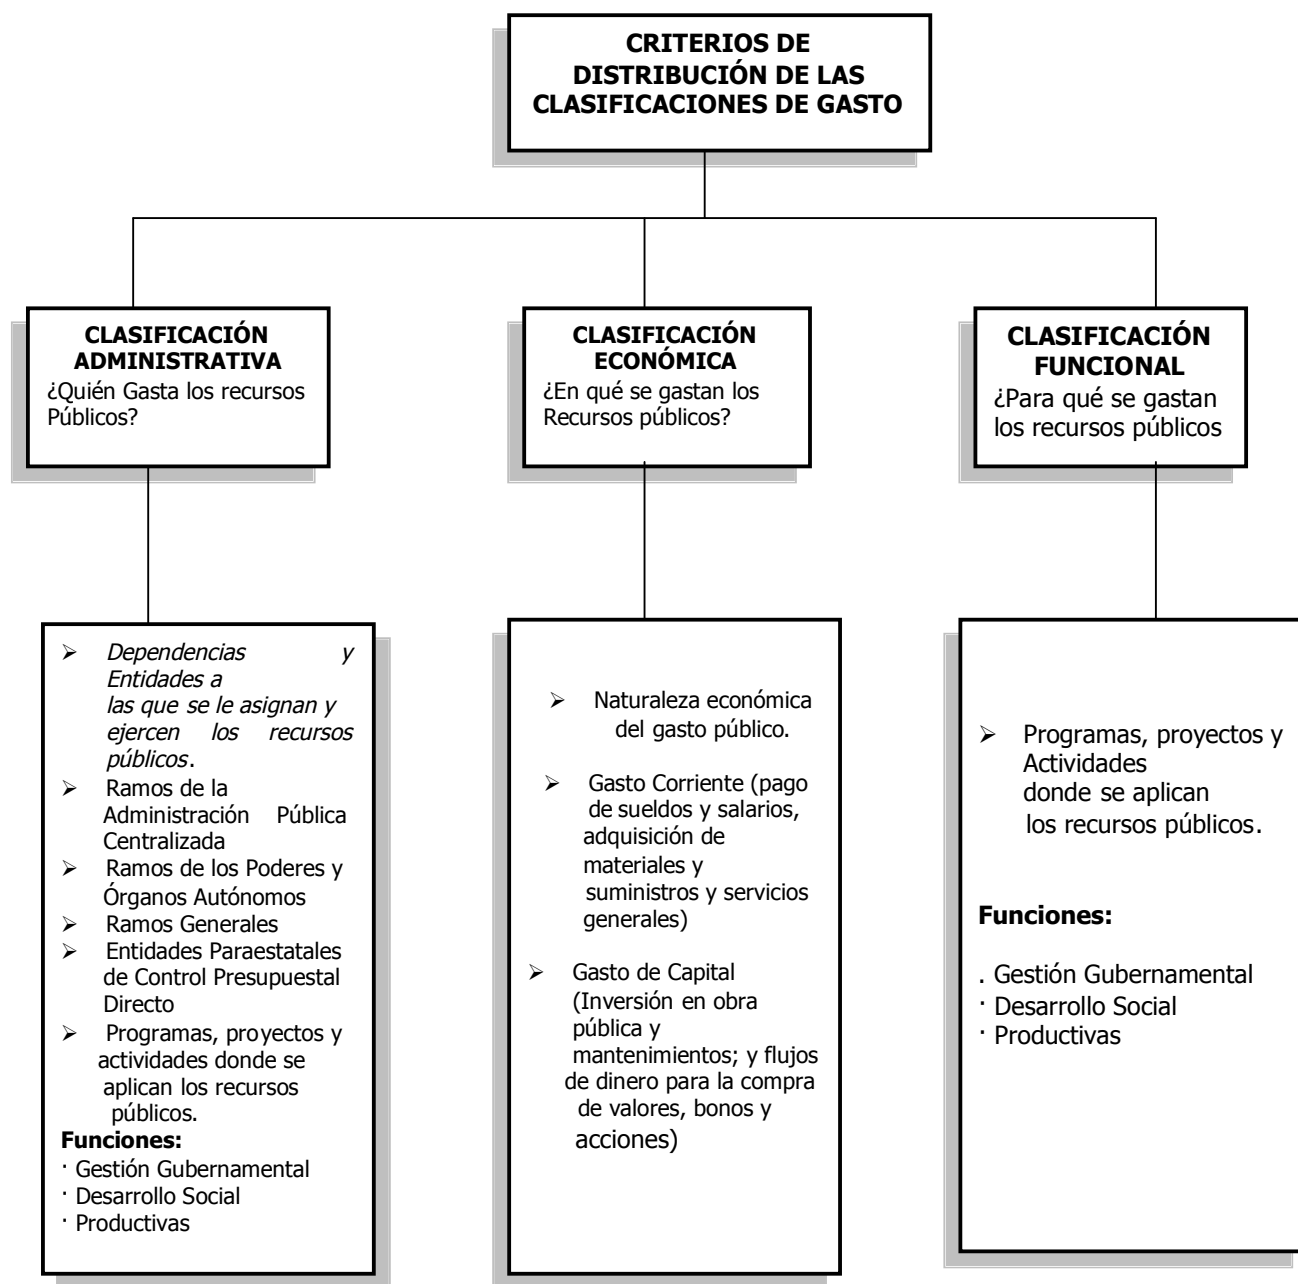 CRITERIOS DE
DISTRIBUCIÓN DE LAS
CLASIFICACIONES DE GASTO
CLASIFICACIÓN
ADMINISTRATIVA
¿Quién Gasta los recursos
Públicos?
CLASIFICACIÓN
ECONÓMICA
¿En qué se gastan los
Recursos públicos?
CLASIFICACIÓN
FUNCIONAL
¿Para qué se gastan
los recursos públicos
➢ Dependencias y
Entidades a
las que se le asignan y
ejercen los recursos
públicos.
➢ Ramos de la
Administración Pública
Centralizada
➢ Ramos de los Poderes y
Órganos Autónomos
➢ Ramos Generales
➢ Entidades Paraestatales
de Control Presupuestal
Directo
➢ Programas, proyectos y
actividades donde se
aplican los recursos
públicos.
Funciones:
· Gestión Gubernamental
· Desarrollo Social
· Productivas
➢ Naturaleza económica
del gasto público.
➢ Gasto Corriente (pago
de sueldos y salarios,
adquisición de
materiales y
suministros y servicios
generales)
➢ Gasto de Capital
(Inversión en obra
pública y
mantenimientos; y flujos
de dinero para la compra
de valores, bonos y
acciones)
➢ Programas, proyectos y
Actividades
donde se aplican
los recursos públicos.
Funciones:
. Gestión Gubernamental
· Desarrollo Social
· Productivas